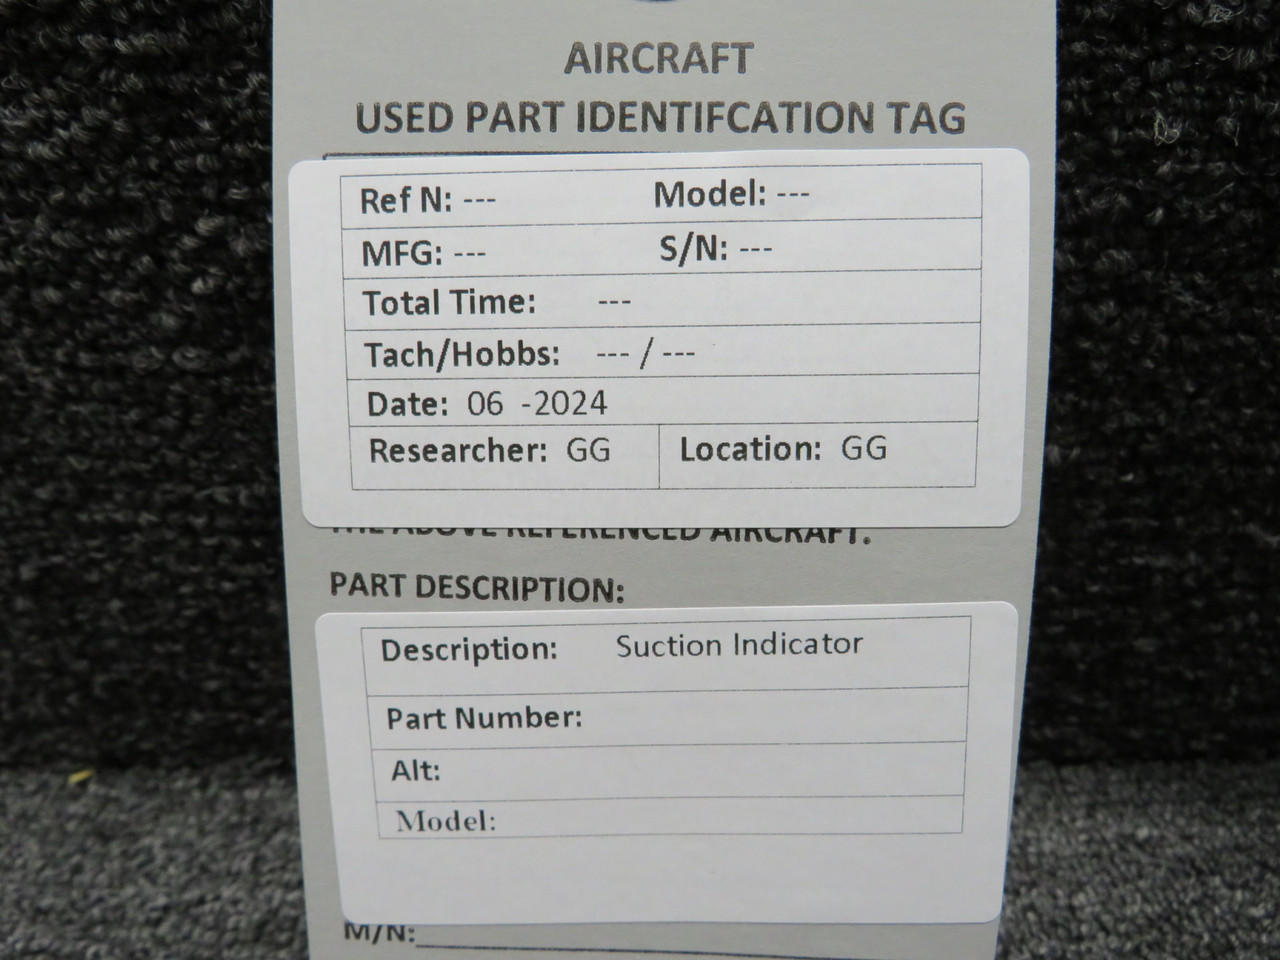 AIRCRAFT
USED PART IDENTIFCATION TAG
Ref N: --- Model: ---
MFG: --- S/N: ---
Total Time: ---
Tach/Hobbs: --- / ---
Date: 06 -2024
Researcher: GG Location: GG
THE ABOVE REFERENCED AIRCRAFT.
PART DESCRIPTION:
Description: Suction Indicator
Part Number:
Alt:
Model:
M/N: